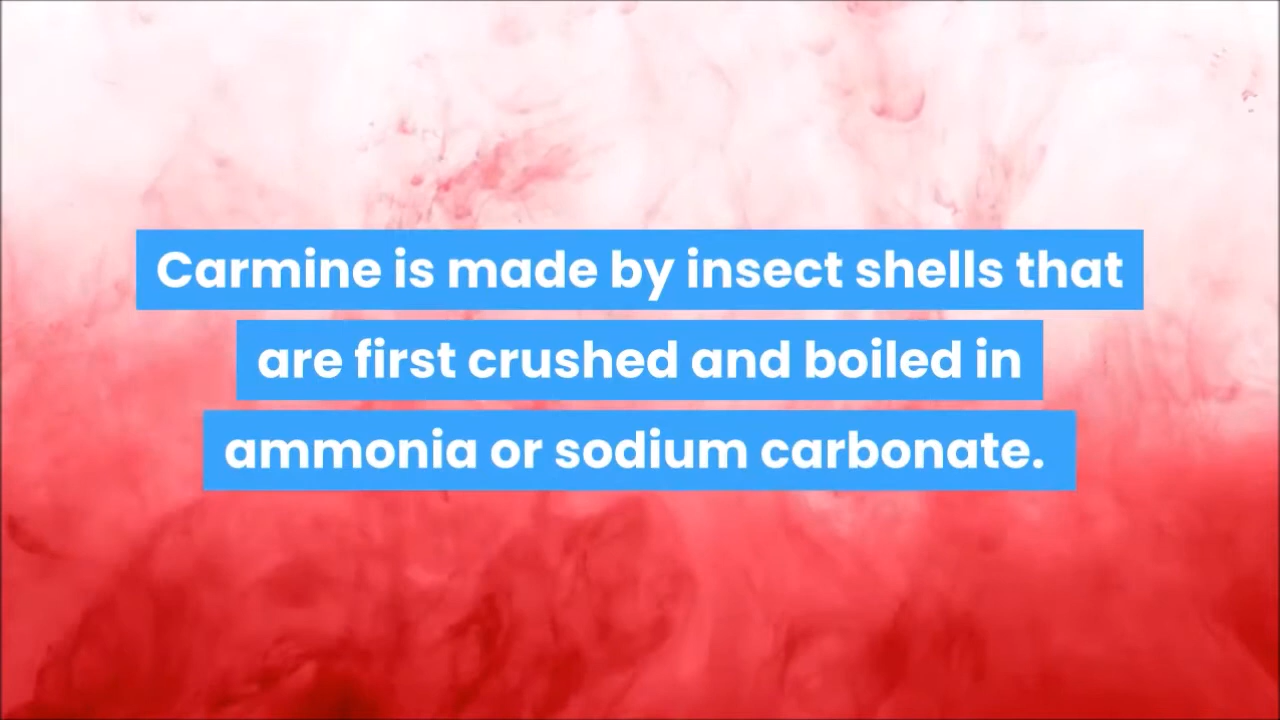 Carmine is made by insect shells that
are first crushed and boiled in
ammonia or sodium carbonate.